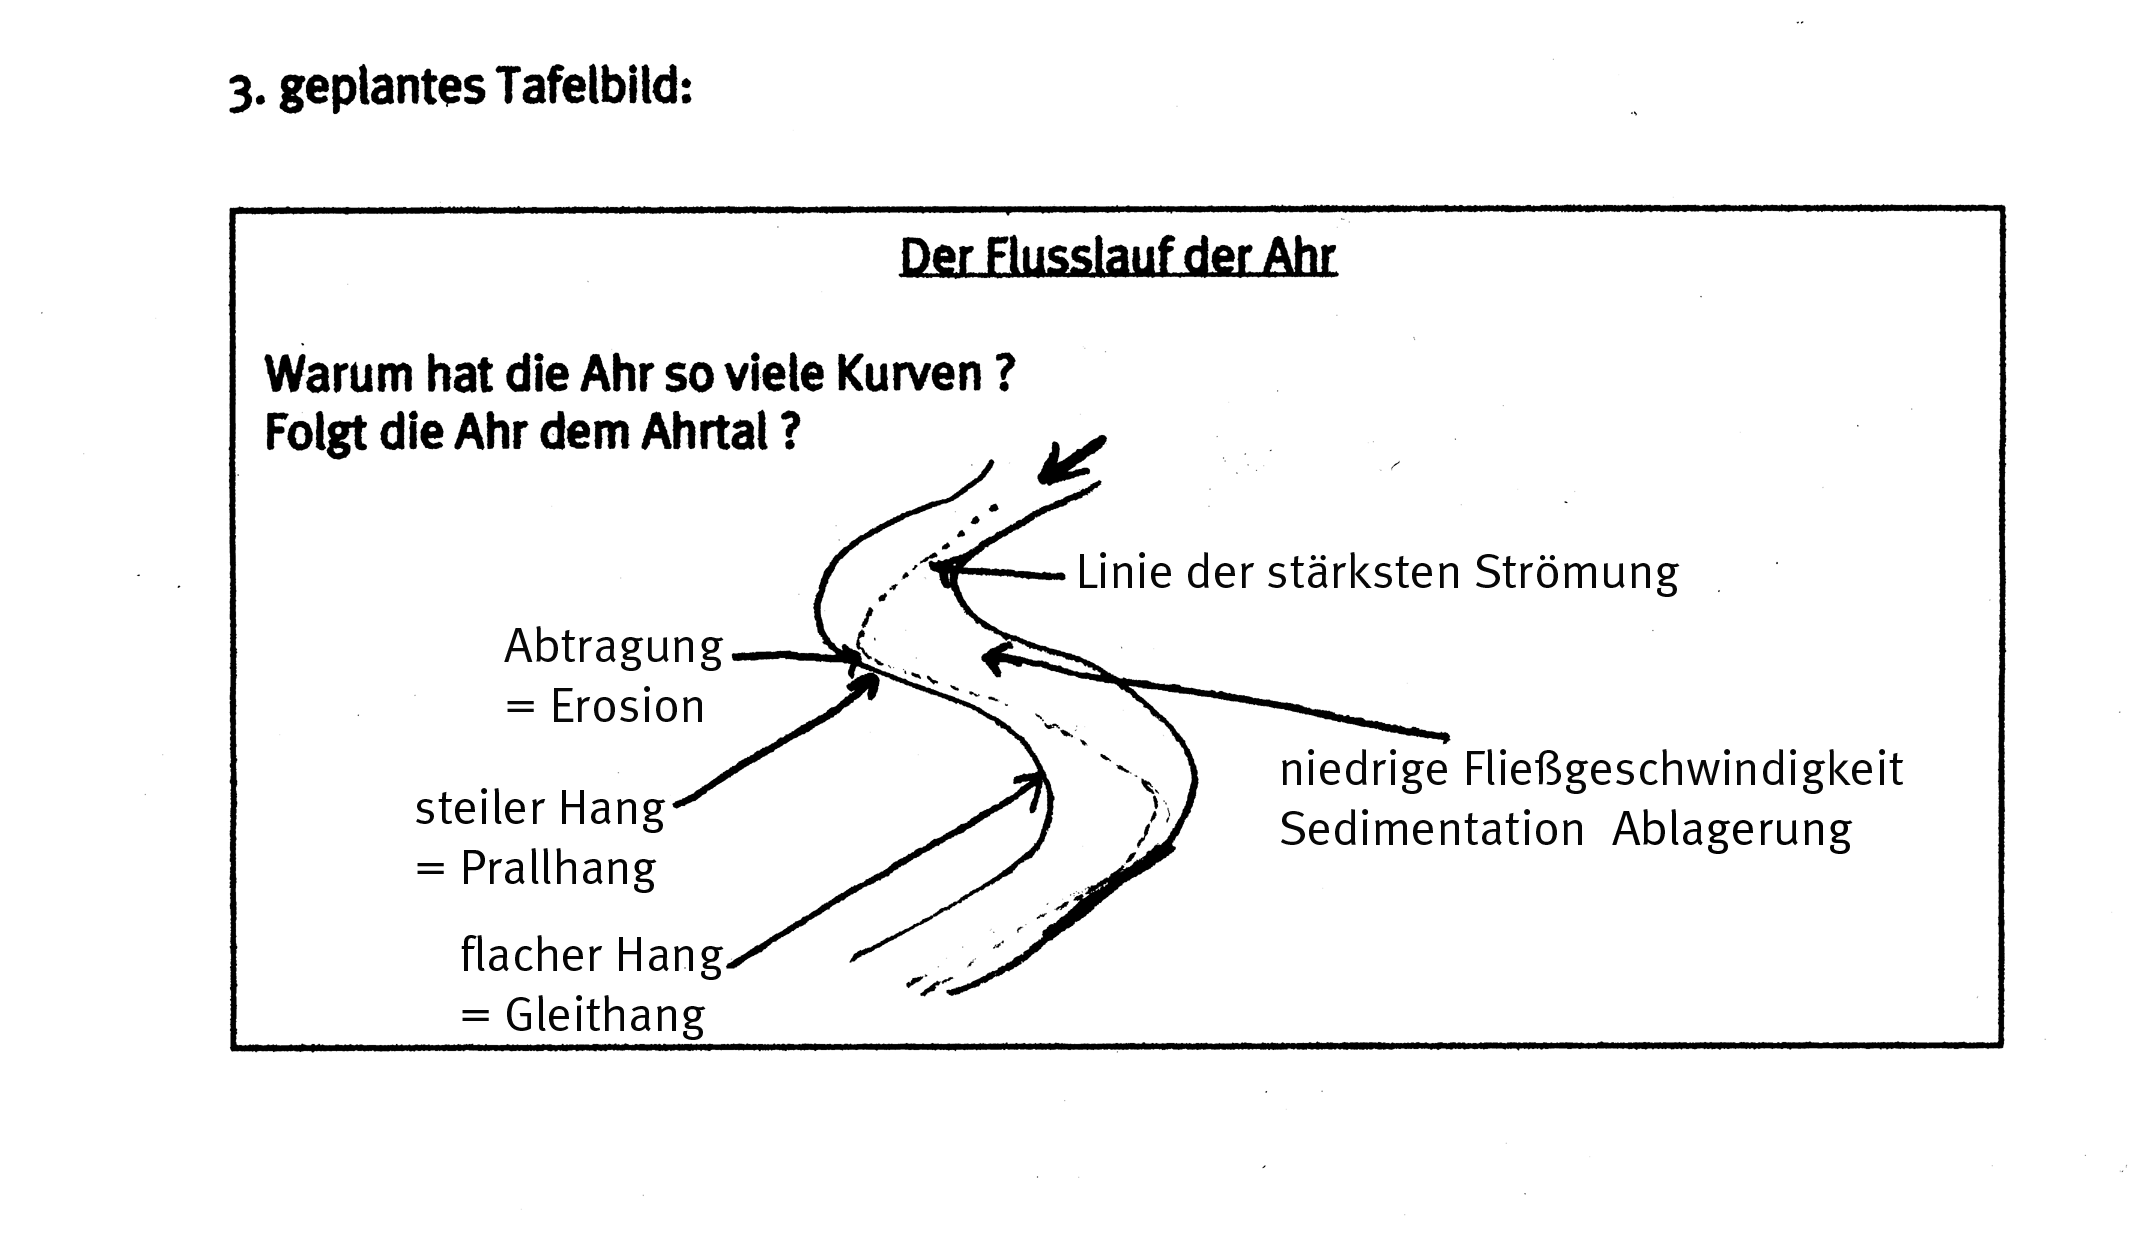 3. geplantes Tafelbild:
Der Flusslauf der Ahr
Warum hat die Ahr so viele Kurven ?
Folgt die Ahr dem Ahrtal ?
Linie der stärksten Strömung
Abtragung
= Erosion
niedrige Fließgeschwindigkeit
Sedimentation Ablagerung
steiler Hang
= Prallhang
flacher Hang
= Gleithang